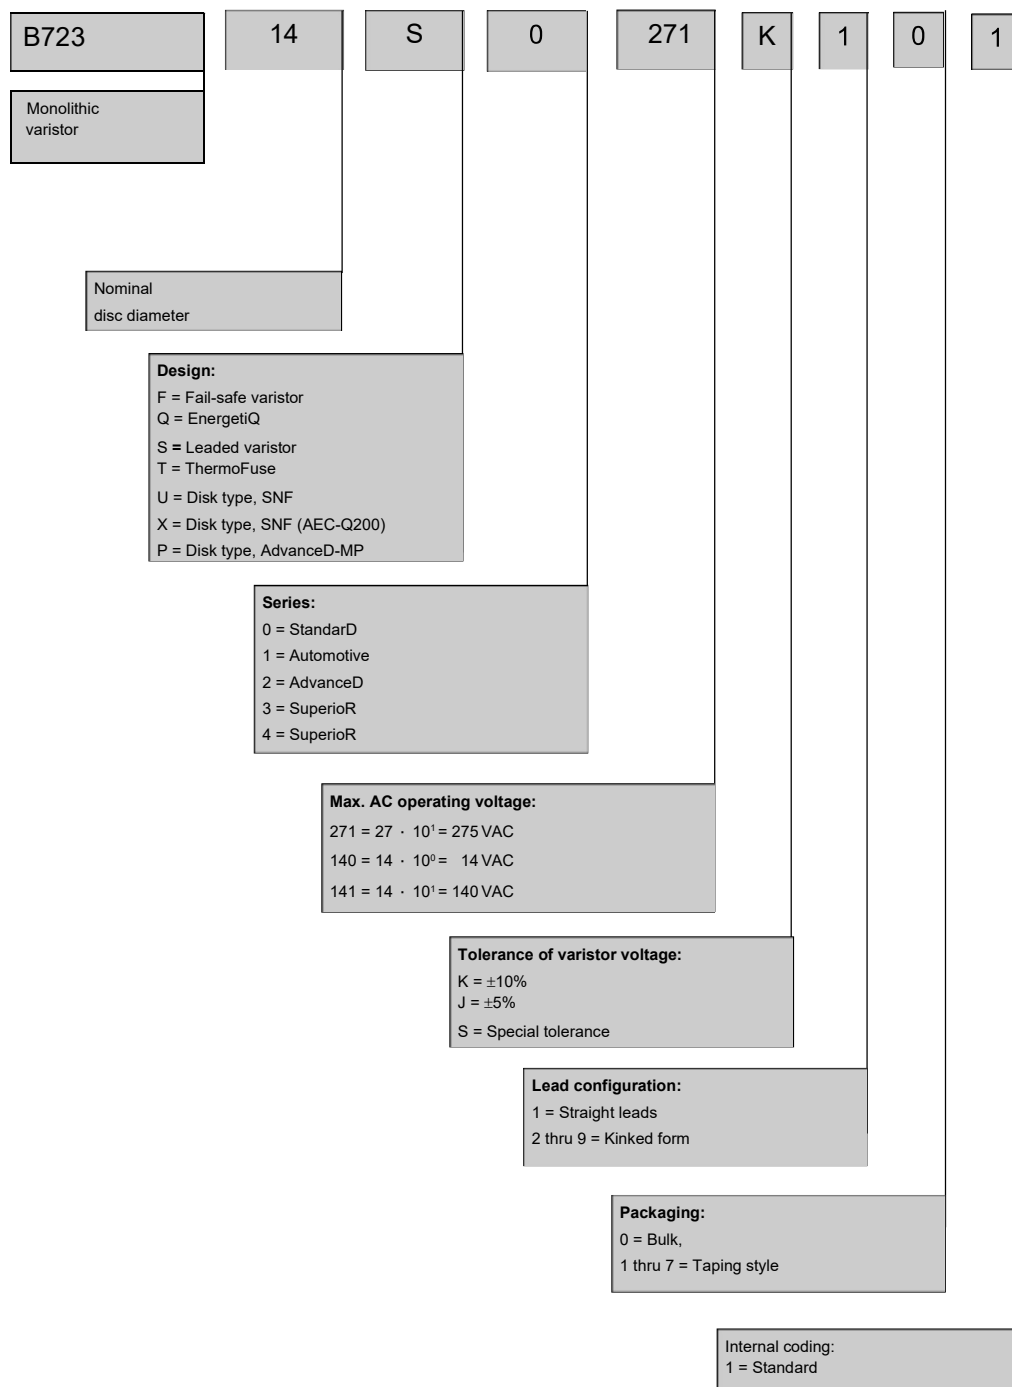 B723 14 S 0 271 K 1 0 1
Monolithic
varistor
Nominal
disc diameter
Design:
F = Fail-safe varistor
Q = EnergetiQ
S = Leaded varistor
T = ThermoFuse
U = Disk type, SNF
X = Disk type, SNF (AEC-Q200)
P = Disk type, AdvanceD-MP
Series:
0 = StandarD
1 = Automotive
2 = AdvanceD
3 = SuperioR
4 = SuperioR
Max. AC operating voltage:
271 = 27 · 10¹ = 275 VAC
140 = 14 · 10⁰ = 14 VAC
141 = 14 · 10¹ = 140 VAC
Tolerance of varistor voltage:
K = ±10%
J = ±5%
S = Special tolerance
Lead configuration:
1 = Straight leads
2 thru 9 = Kinked form
Packaging:
0 = Bulk,
1 thru 7 = Taping style
Internal coding:
1 = Standard